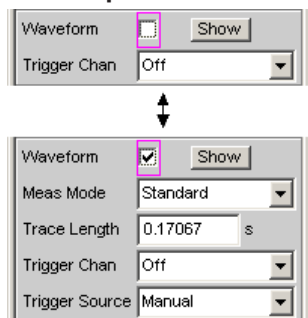 Waveform Show
Trigger Chan Off
Waveform Show
Meas Mode Standard
Trace Length 0.17067 s
Trigger Chan Off
Trigger Source Manual